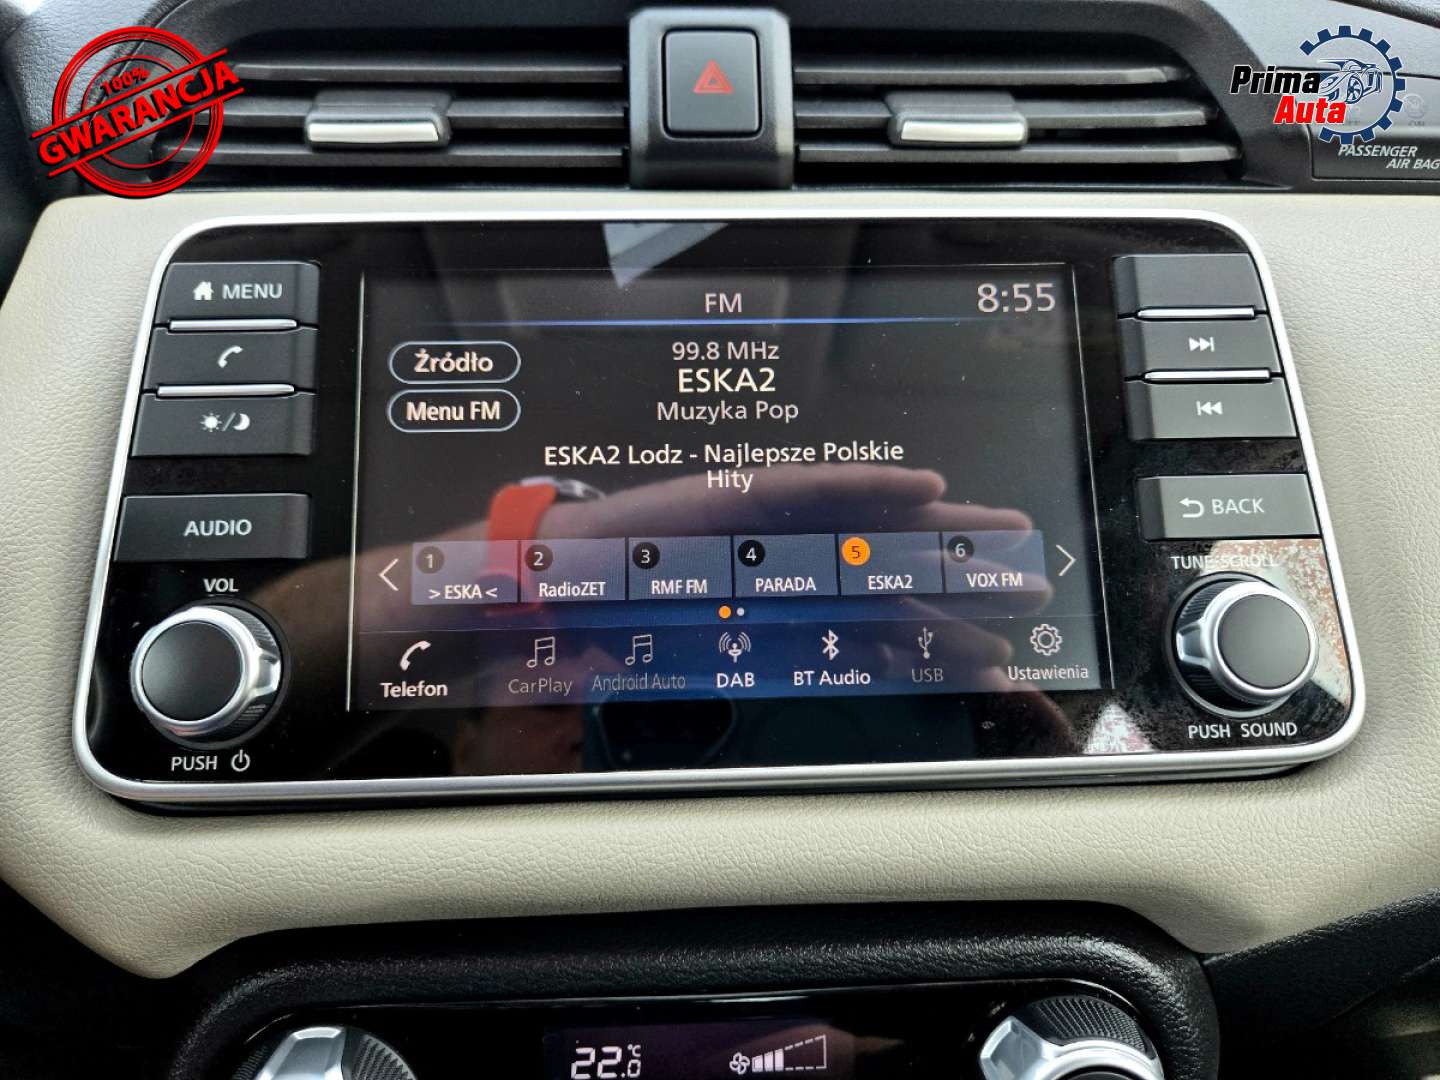 100%
GWARANCJA
Prima
Auta
PASSENGER
AIR BAG
MENU
AUDIO
VOL
PUSH
FM
8:55
Źródło
Menu FM
99.8 MHz
ESKA2
Muzyka Pop
ESKA2 Lodz - Najlepsze Polskie
Hity
1 > ESKA <
2 RadioZET
3 RMF FM
4 PARADA
5 ESKA2
6 VOX FM
Telefon
CarPlay
Android Auto
DAB
BT Audio
USB
Ustawienia
BACK
TUNE·SCROLL
PUSH SOUND
22.0 °C